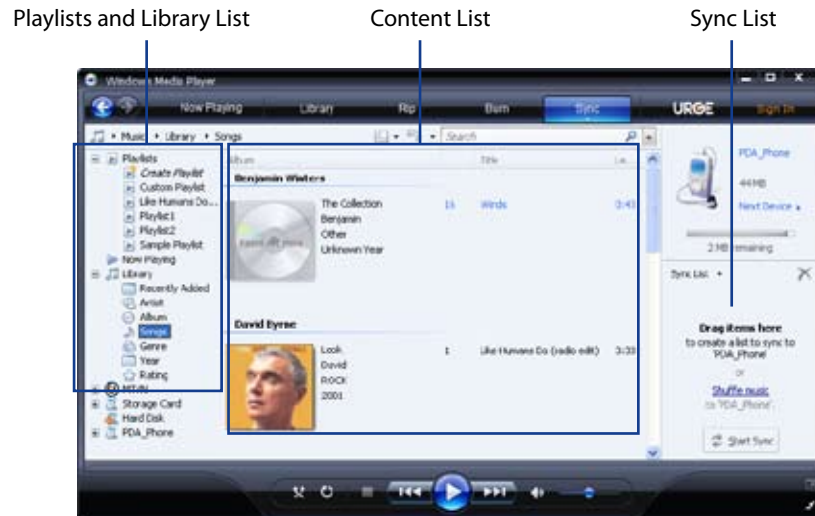 Playlists and Library List
Content List
Sync List
Windows Media Player
Now Playing Library Rip Burn Sync URGE Sign In
Music Library Songs
Search
Playlists
Create Playlist
Custom Playlist
Like Humans Do...
Playlist1
Playlist2
Sample Playlist
Now Playing
Library
Recently Added
Artist
Album
Songs
Genre
Year
Rating
Storage Card
Hard Disk
PDA_Phone
Album Title Le...
Benjamin Winters
The Collection 16 Winds 3:43
Benjamin
Other
Unknown Year
David Byrne
Look 1 Like Humans Do (radio edit) 3:33
David
ROCK
2001
PDA_Phone
44 MB
Next Device
2 MB remaining
Sync List
Drag items here
to create a list to sync to
'PDA_Phone'
or
Shuffle music
to 'PDA_Phone'.
Start Sync